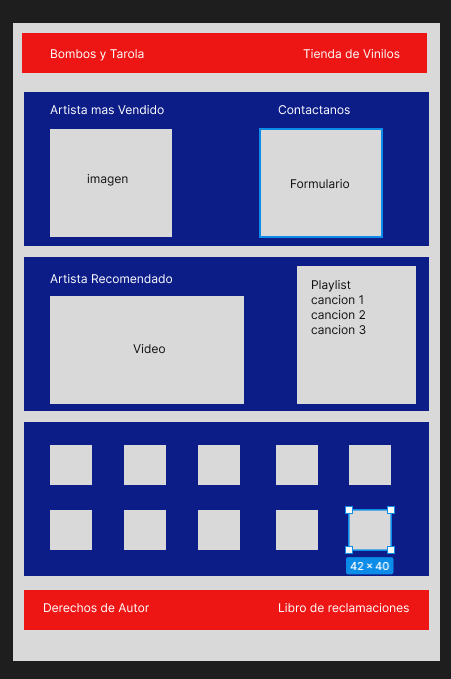 Bombos y Tarola
Tienda de Vinilos
Artista mas Vendido
Contactanos
imagen
Formulario
Artista Recomendado
Video
Playlist
cancion 1
cancion 2
cancion 3
42 × 40
Derechos de Autor
Libro de reclamaciones